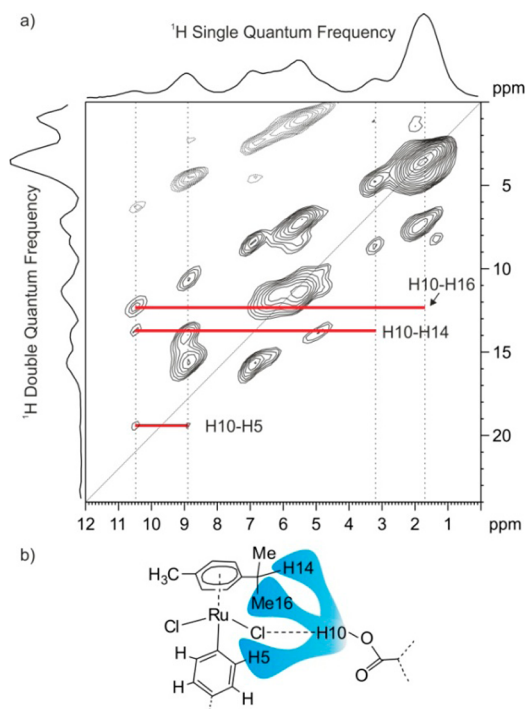 a)
¹H Single Quantum Frequency
ppm
¹H Double Quantum Frequency
5
10
15
20
H10-H16
H10-H14
H10-H5
12 11 10 9 8 7 6 5 4 3 2 1 ppm
b)
Me
H₃C
H14
Me16
Ru
Cl
Cl
H10
O
H
H5
O
H
H